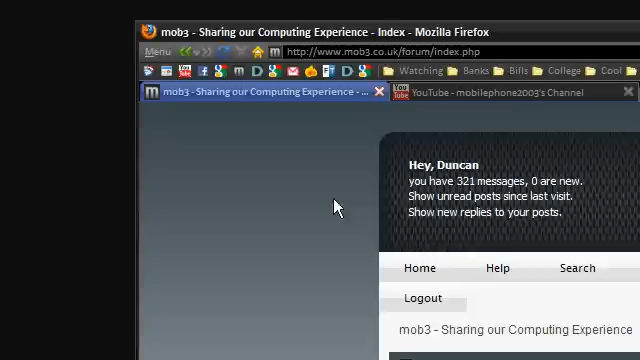 mob3 - Sharing our Computing Experience - Index - Mozilla Firefox
Menu
http://www.mob3.co.uk/forum/index.php
Watching Banks Bills College Cool
mob3 - Sharing our Computing Experience - ...
YouTube - mobilephone2003's Channel
Hey, Duncan
you have 321 messages, 0 are new.
Show unread posts since last visit.
Show new replies to your posts.
Home Help Search
Logout
mob3 - Sharing our Computing Experience